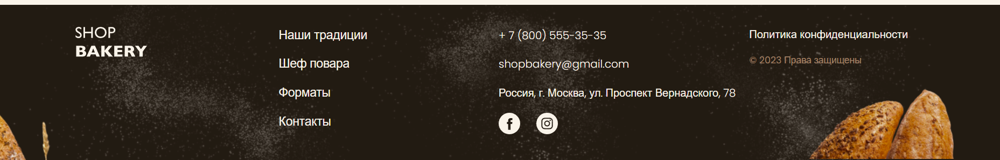 SHOP
BAKERY
Наши традиции
Шеф повара
Форматы
Контакты
+ 7 (800) 555-35-35
shopbakery@gmail.com
Россия, г. Москва, ул. Проспект Вернадского, 78
Политика конфиденциальности
© 2023 Права защищены